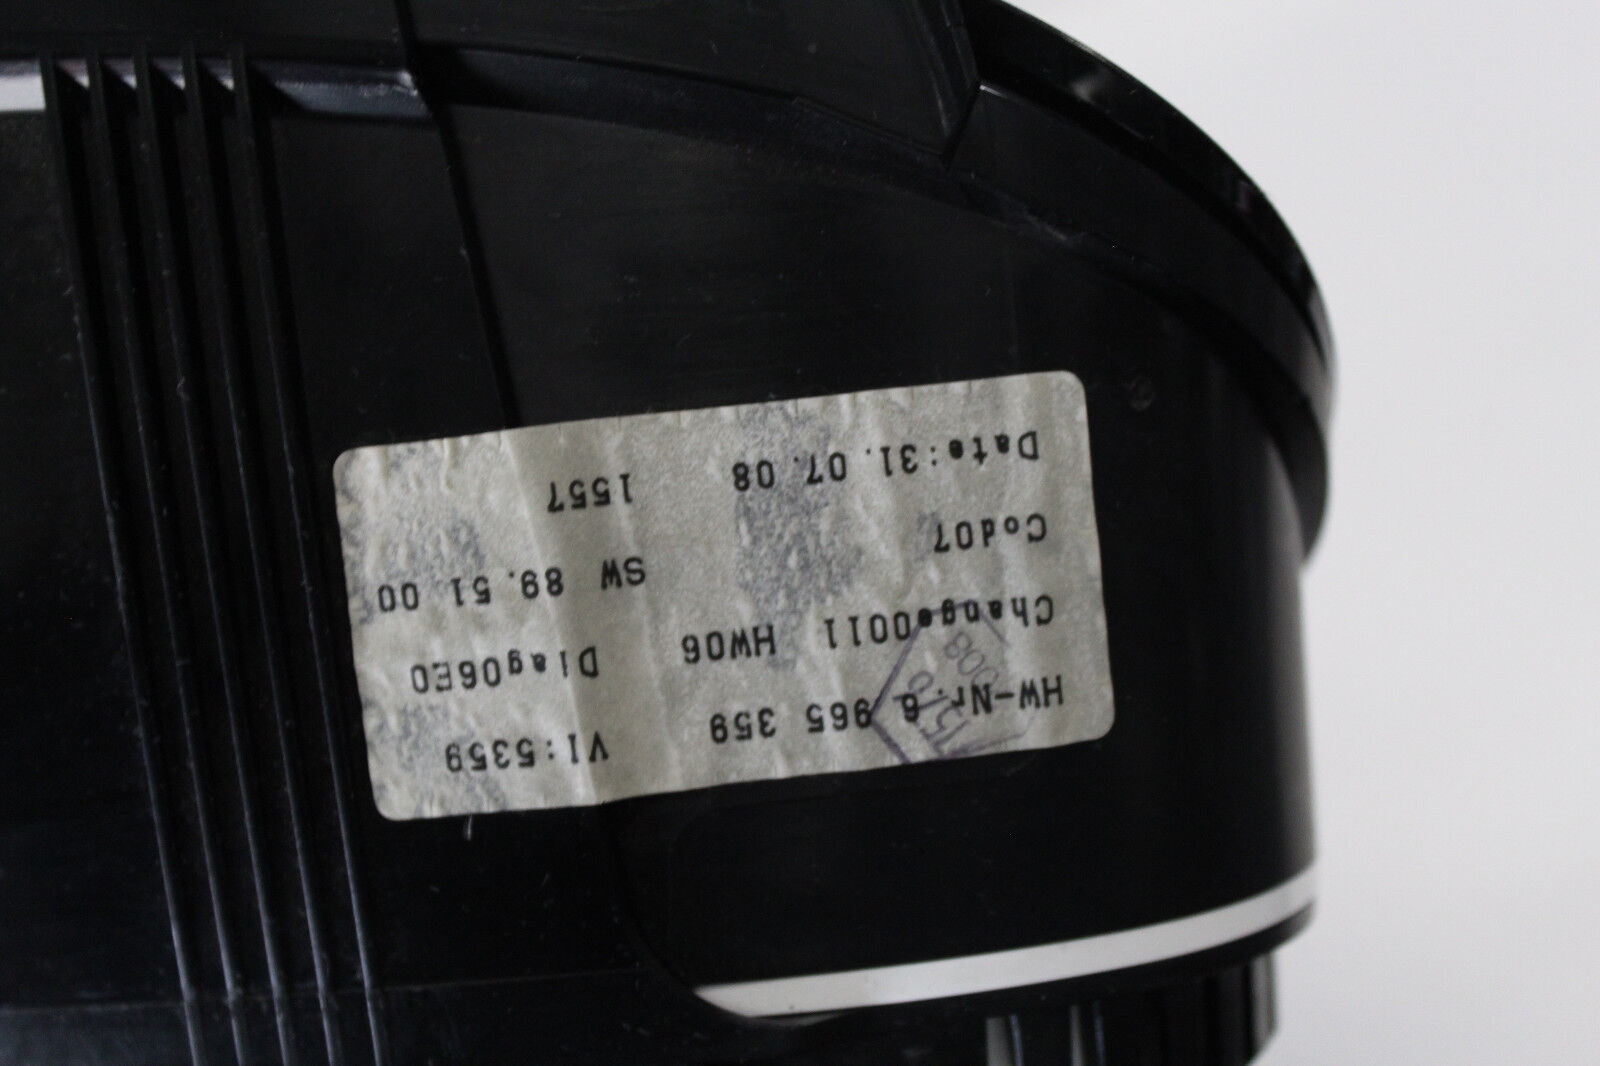 HW-Nr. 6 965 359 VI:5359
Change0011 HW06 Diag06E0
Cod07 SW 89.51 00
Date:31.07.08 1557